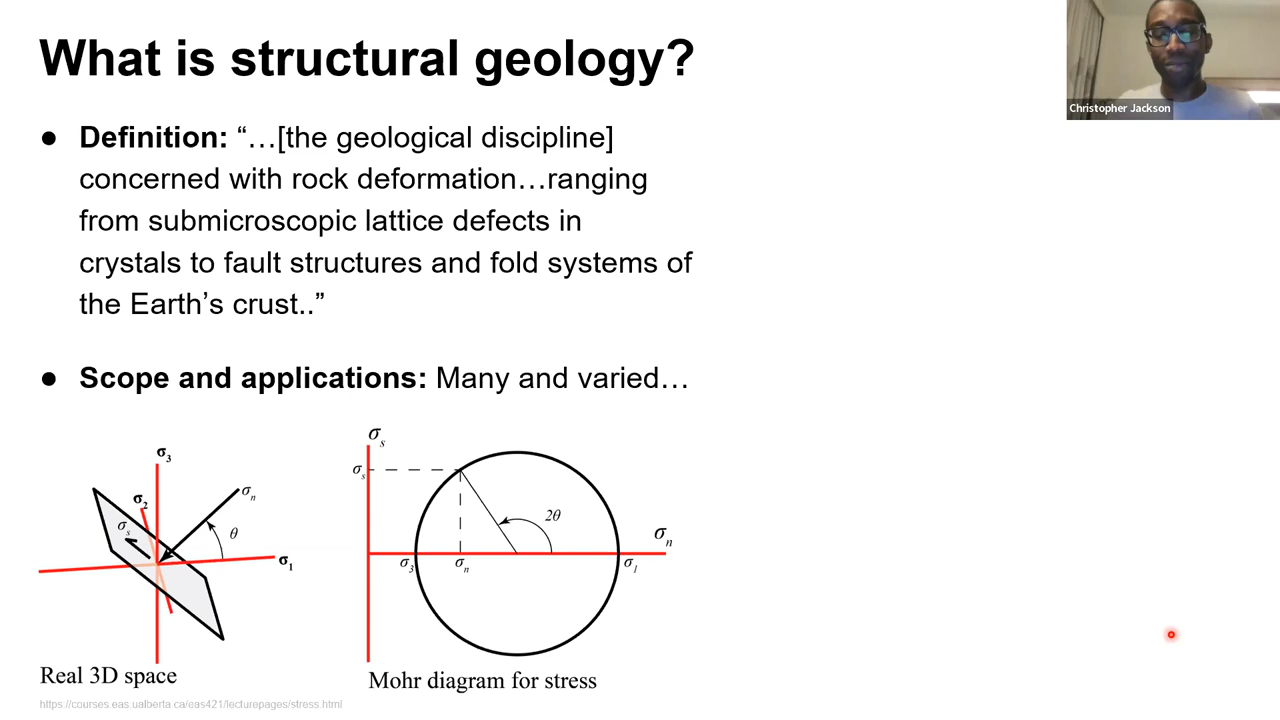 What is structural geology?
Christopher Jackson
● Definition: “…[the geological discipline]
concerned with rock deformation…ranging
from submicroscopic lattice defects in
crystals to fault structures and fold systems of
the Earth’s crust..”
● Scope and applications: Many and varied…
σ3
σ2
σn
σs
θ
σ1
Real 3D space
σs
σs
2θ
σn
σ3
σn
σ1
Mohr diagram for stress
https://courses.eas.ualberta.ca/eas421/lecturepages/stress.html